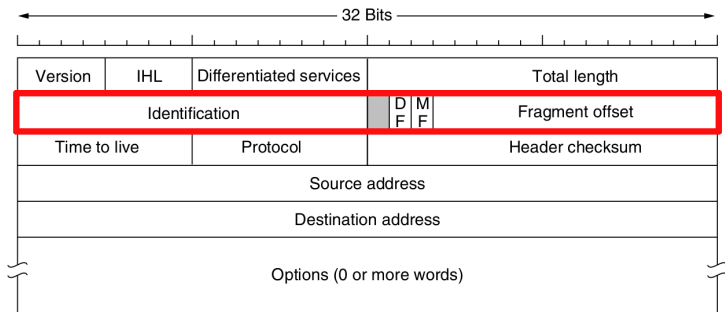 32 Bits
Version IHL Differentiated services Total length
Identification D M Fragment offset
F F
Time to live Protocol Header checksum
Source address
Destination address
Options (0 or more words)